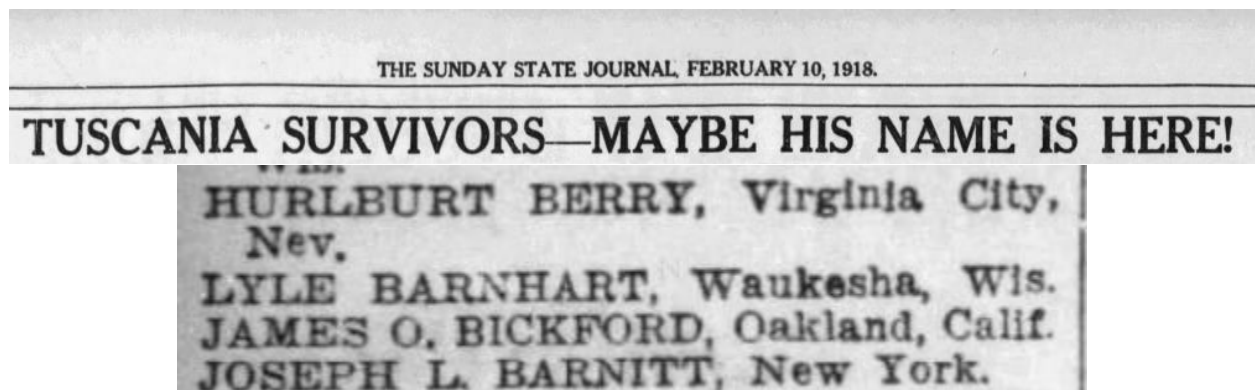 THE SUNDAY STATE JOURNAL, FEBRUARY 10, 1918.
TUSCANIA SURVIVORS—MAYBE HIS NAME IS HERE!
Wis.
HURLBURT BERRY, Virginia City,
Nev.
LYLE BARNHART, Waukesha, Wis.
JAMES O. BICKFORD, Oakland, Calif.
JOSEPH L. BARNITT, New York.